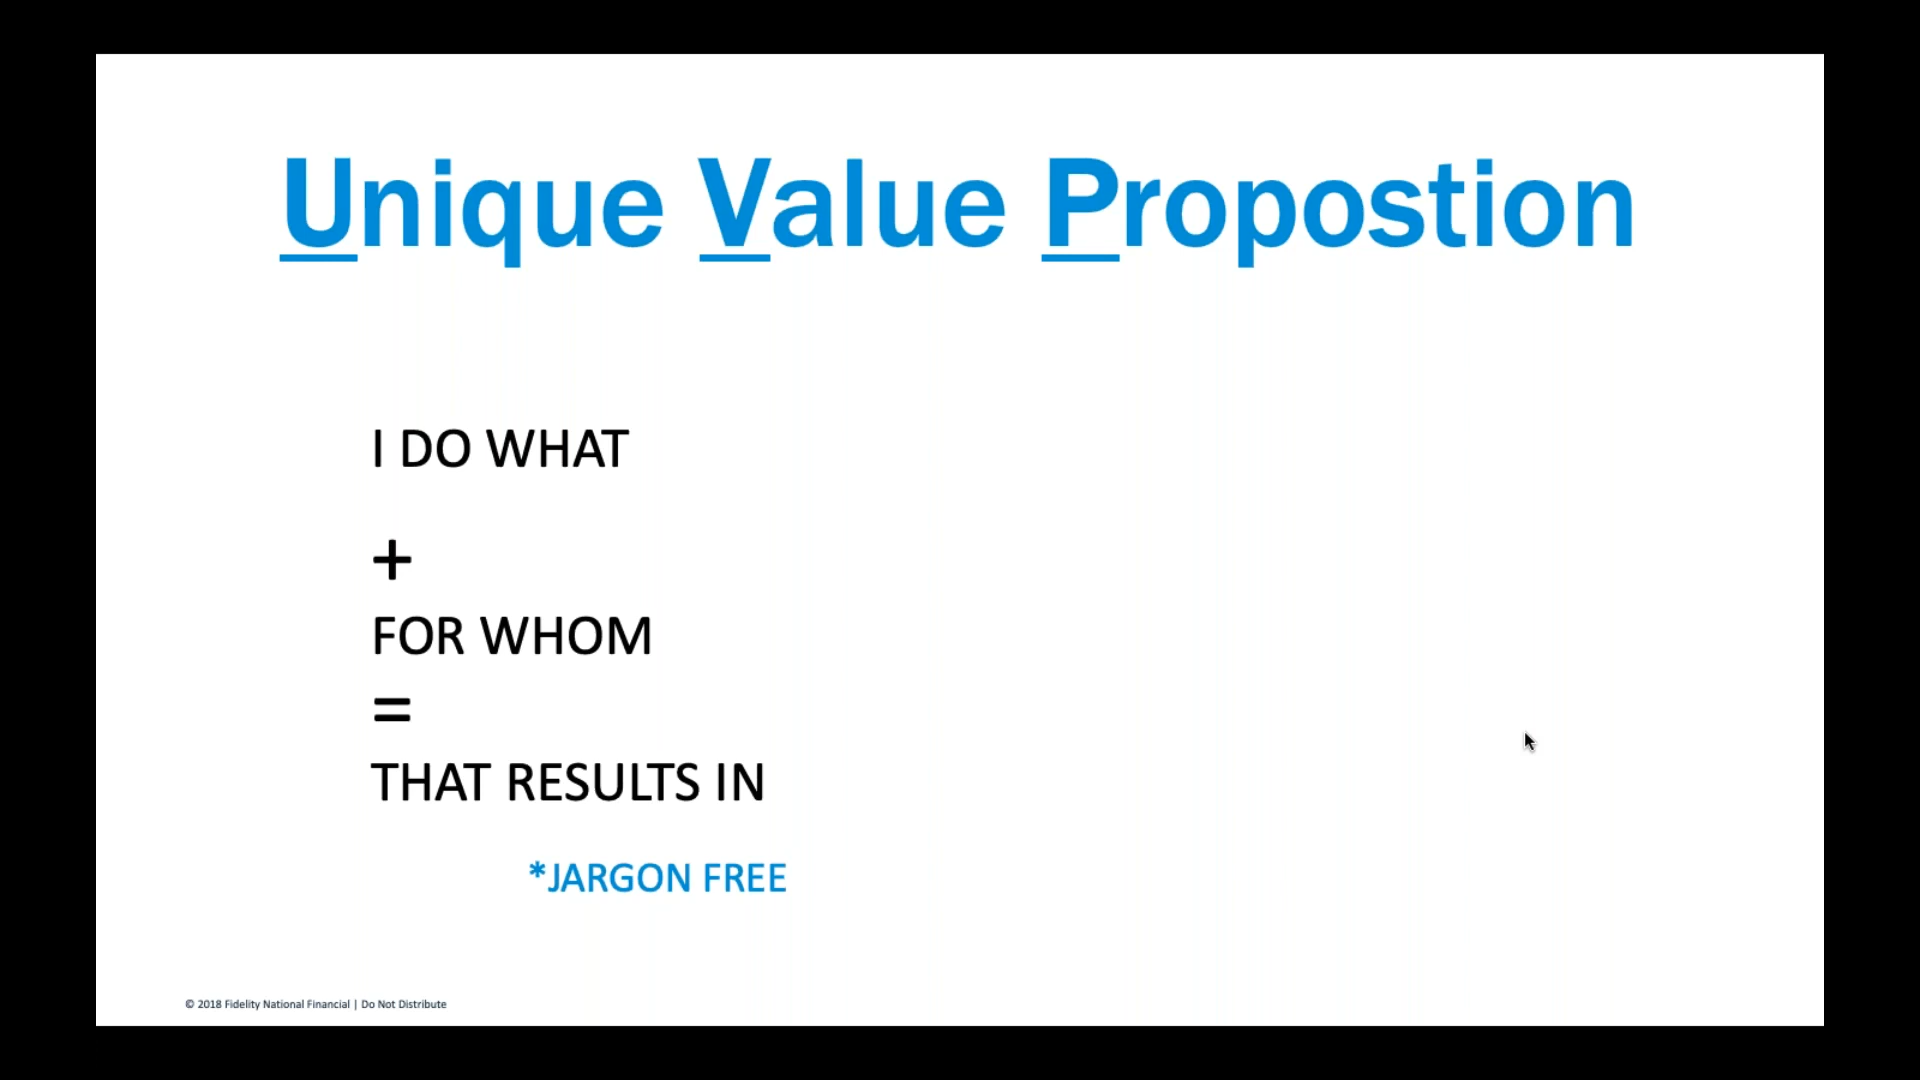 Unique Value Propostion
I DO WHAT
+
FOR WHOM
=
THAT RESULTS IN
*JARGON FREE
© 2018 Fidelity National Financial | Do Not Distribute